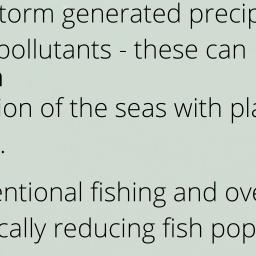 torm generated precip
pollutants - these can
ion of the seas with pla
.
entional fishing and ove
cally reducing fish pop